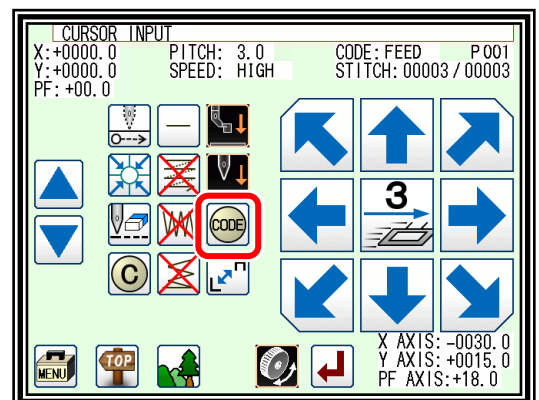 CURSOR INPUT
X:+0000.0 PITCH: 3.0 CODE:FEED P001
Y:+0000.0 SPEED: HIGH STITCH:00003/00003
PF:+00.0
3
CODE
C
X AXIS:-0030.0
Y AXIS:+0015.0
PF AXIS:+18.0
MENU
TOP